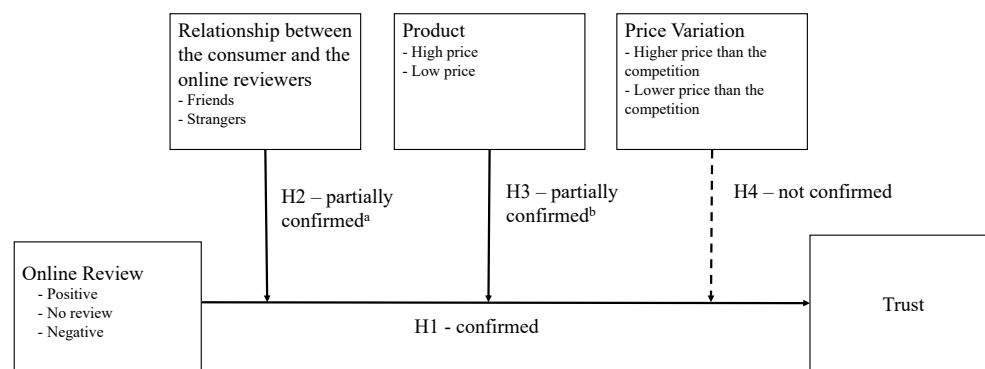 Relationship between
the consumer and the
online reviewers
- Friends
- Strangers
Product
- High price
- Low price
Price Variation
- Higher price than the
competition
- Lower price than the
competition
H2 – partially
confirmedᵃ
H3 – partially
confirmedᵇ
H4 – not confirmed
Online Review
- Positive
- No review
- Negative
H1 - confirmed
Trust